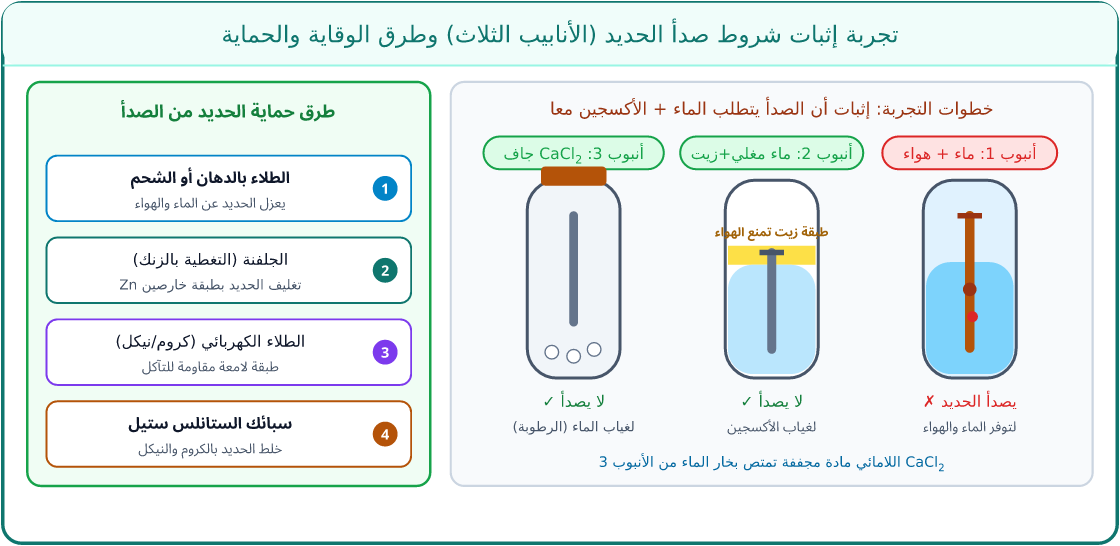 تجربة إثبات شروط صدأ الحديد (الأنابيب الثلاث) وطرق الوقاية والحماية
خطوات التجربة: إثبات أن الصدأ يتطلب الماء + الأكسجين معا
أنبوب 1: ماء + هواء
أنبوب 2: ماء مغلي+زيت
أنبوب 3: CaCl₂ جاف
طبقة زيت تمنع الهواء
يصدأ الحديد ✗
لتوفر الماء والهواء
لا يصدأ ✓
لغياب الأكسجين
لا يصدأ ✓
لغياب الماء (الرطوبة)
CaCl₂ اللامائي مادة مجففة تمتص بخار الماء من الأنبوب 3
طرق حماية الحديد من الصدأ
1
الطلاء بالدهان أو الشحم
يعزل الحديد عن الماء والهواء
2
الجلفنة (التغطية بالزنك)
تغليف الحديد بطبقة خارصين Zn
3
الطلاء الكهربائي (كروم/نيكل)
طبقة لامعة مقاومة للتآكل
4
سبائك الستانلس ستيل
خلط الحديد بالكروم والنيكل